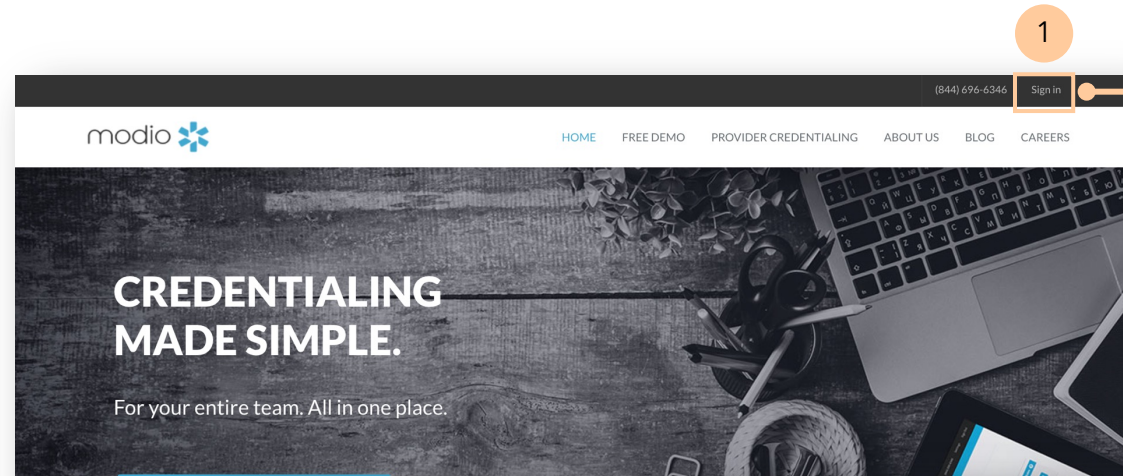 1
(844) 696-6346 Sign in
modio
HOME FREE DEMO PROVIDER CREDENTIALING ABOUT US BLOG CAREERS
CREDENTIALING
MADE SIMPLE.
For your entire team. All in one place.